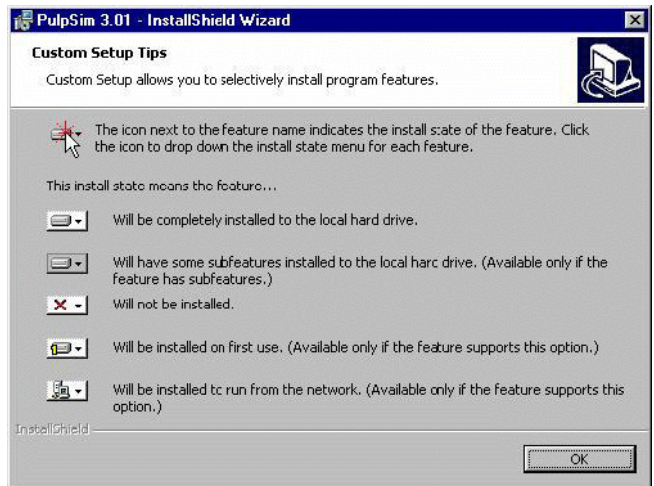 PulpSim 3.01 - InstallShield Wizard
Custom Setup Tips
Custom Setup allows you to selectively install program features.
The icon next to the feature name indicates the install state of the feature. Click
the icon to drop down the install state menu for each feature.
This install state means the feature...
Will be completely installed to the local hard drive.
Will have some subfeatures installed to the local hard drive. (Available only if the
feature has subfeatures.)
Will not be installed.
Will be installed on first use. (Available only if the feature supports this option.)
Will be installed to run from the network. (Available only if the feature supports this
option.)
InstallShield
OK